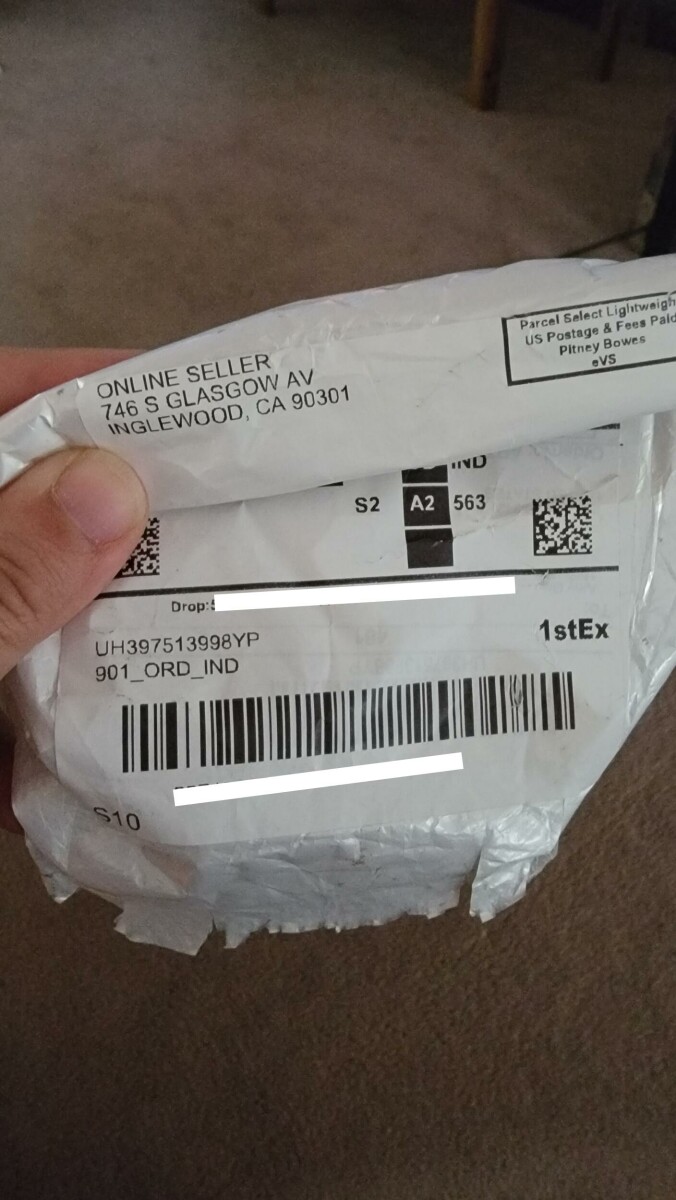 ONLINE SELLER
746 S GLASGOW AV
INGLEWOOD, CA 90301
Parcel Select Lightweigh
US Postage & Fees Paid
Pitney Bowes
eVS
IND
S2 A2 563
Drop:
UH397513998YP
1stEx
901_ORD_IND
S10